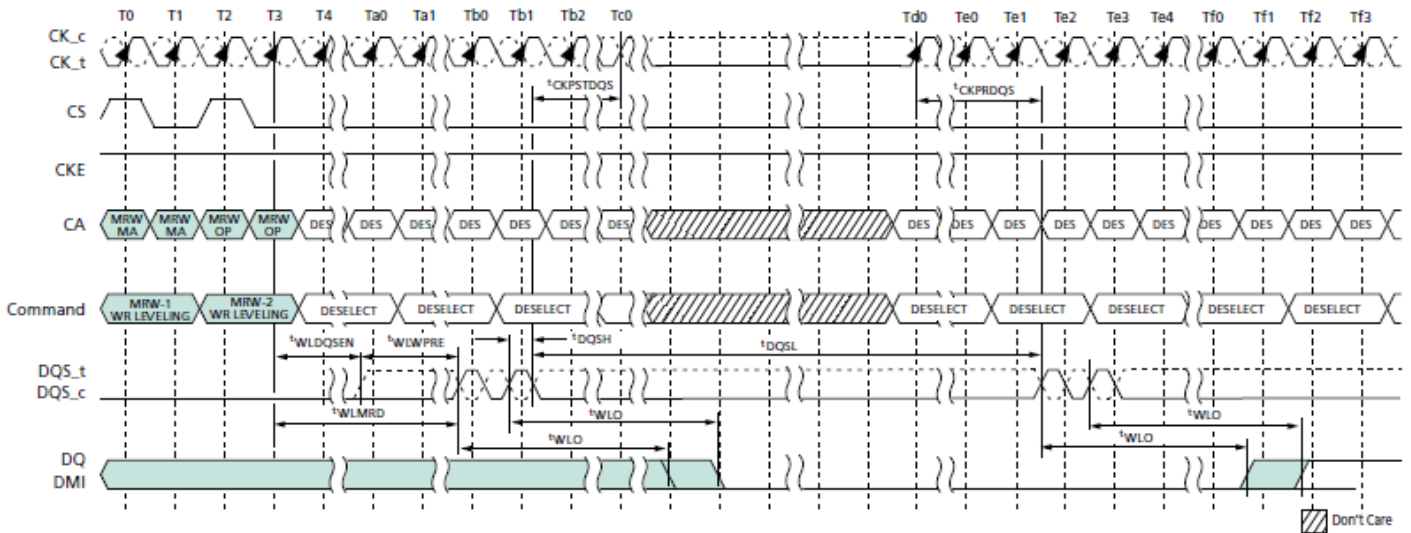 T0 T1 T2 T3 T4 Ta0 Ta1 Tb0 Tb1 Tb2 Tc0 Td0 Te0 Te1 Te2 Te3 Te4 Tf0 Tf1 Tf2 Tf3
CK_c
CK_t
tCKPSTDQS tCKPRDQS
CS
CKE
CA
MRW MA MRW MA MRW OP MRW OP DES DES DES DES DES DES DES DES DES DES DES DES DES DES DES DES DES
Command
MRW-1 WR LEVELING MRW-2 WR LEVELING DESELECT DESELECT DESELECT DESELECT DESELECT DESELECT DESELECT DESELECT
tWLDQSEN tWLWPRE tDQSH tDQSL
DQS_t
DQS_c
tWLMRD tWLO tWLO
tWLO tWLO
DQ
DMI
Don't Care